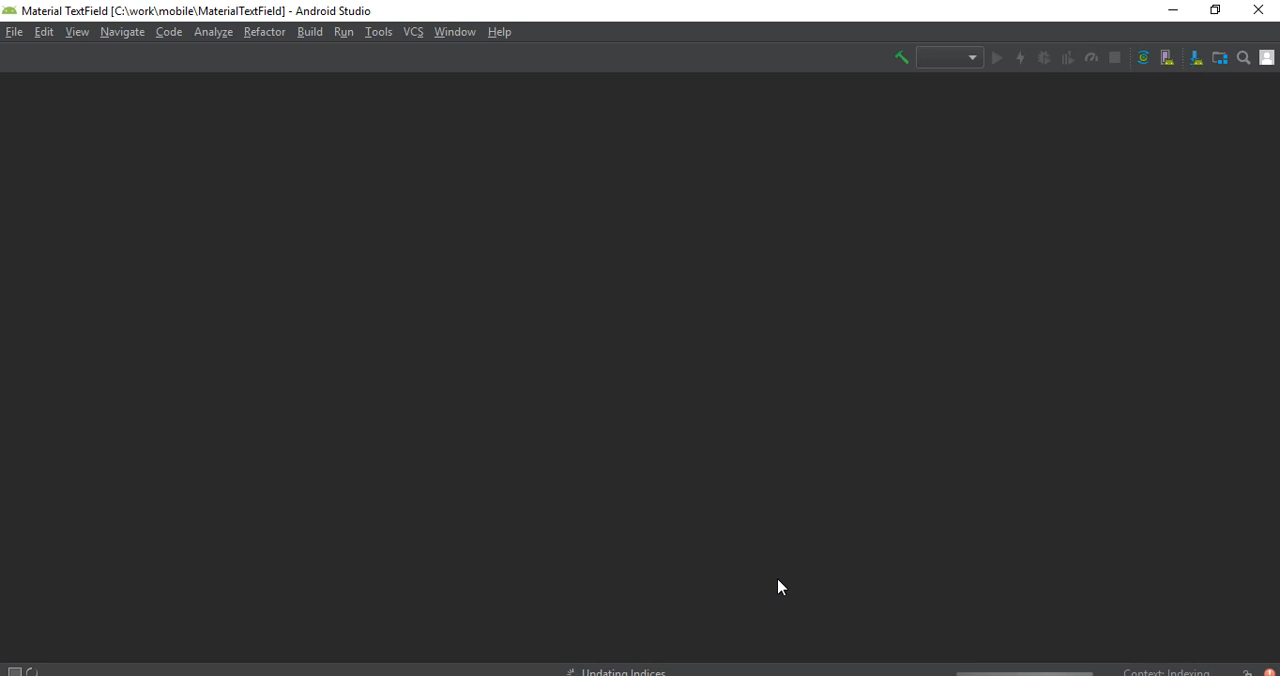 Material TextField [C:\work\mobile\MaterialTextField] - Android Studio
File Edit View Navigate Code Analyze Refactor Build Run Tools VCS Window Help
Updating Indices Context: Indexing